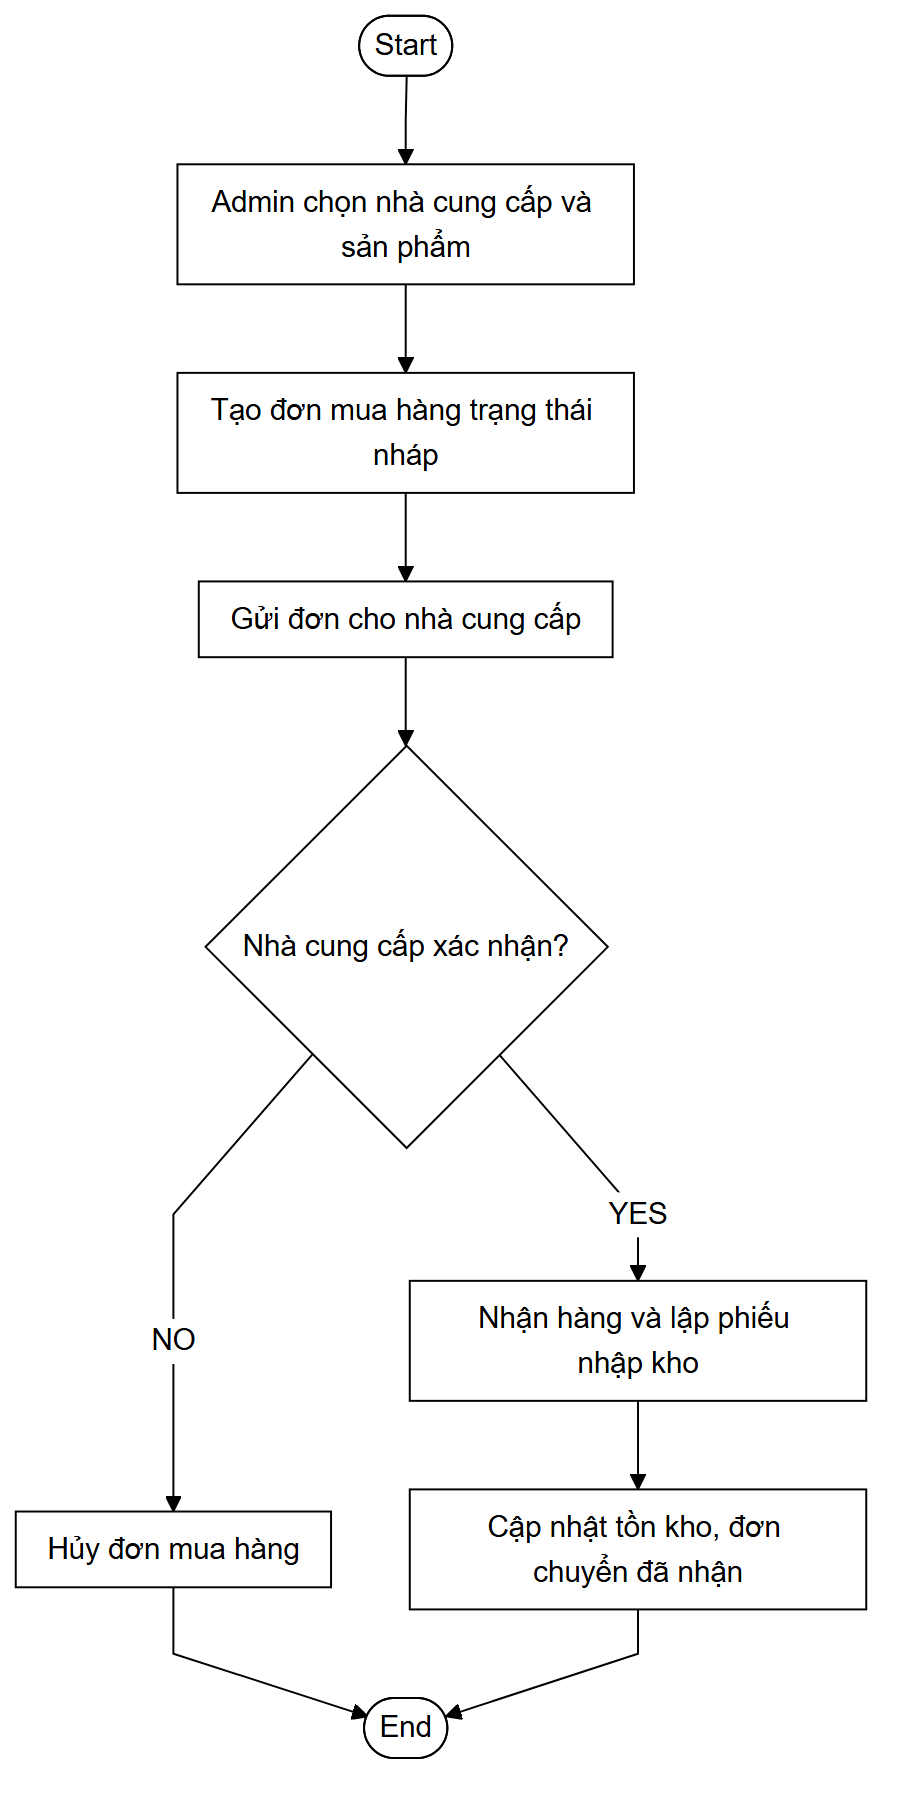 Start
Admin chọn nhà cung cấp và
sản phẩm
Tạo đơn mua hàng trạng thái
nháp
Gửi đơn cho nhà cung cấp
Nhà cung cấp xác nhận?
YES
NO
Nhận hàng và lập phiếu
nhập kho
Cập nhật tồn kho, đơn
chuyển đã nhận
Hủy đơn mua hàng
End